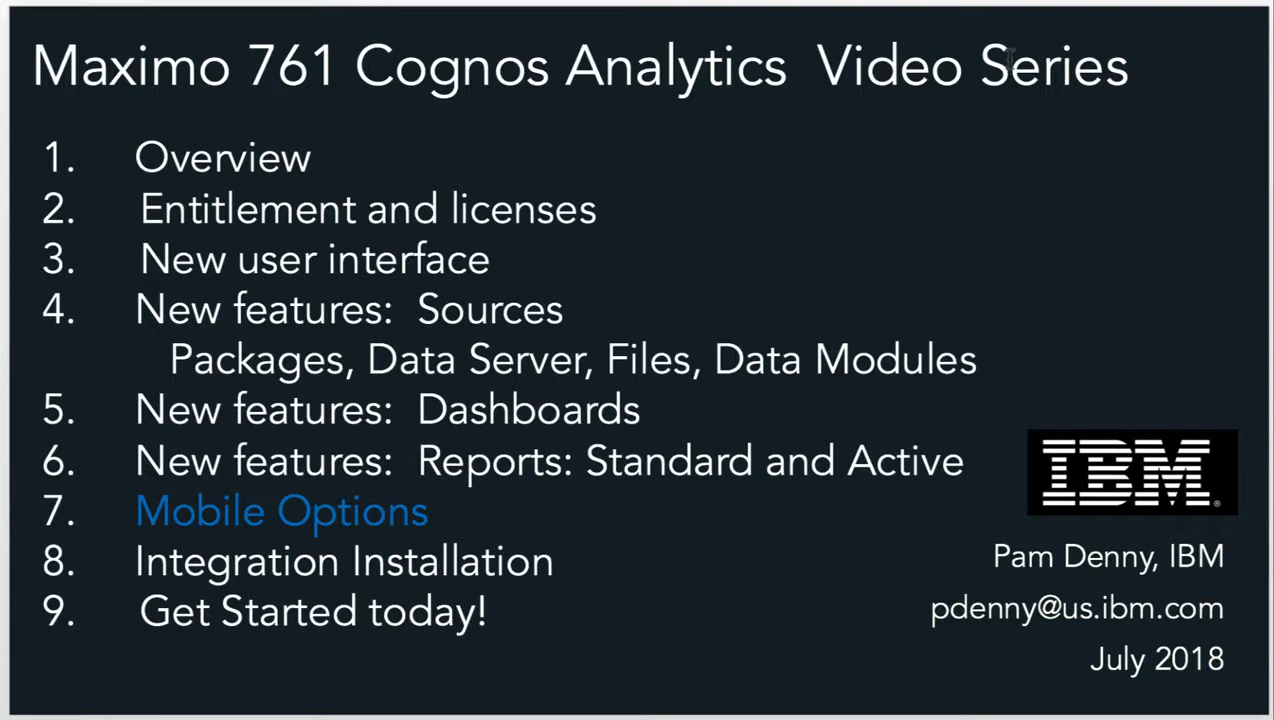 Maximo 761 Cognos Analytics Video Series
1. Overview
2. Entitlement and licenses
3. New user interface
4. New features: Sources
Packages, Data Server, Files, Data Modules
5. New features: Dashboards
6. New features: Reports: Standard and Active
7. Mobile Options
8. Integration Installation
9. Get Started today!
IBM®
Pam Denny, IBM
pdenny@us.ibm.com
July 2018